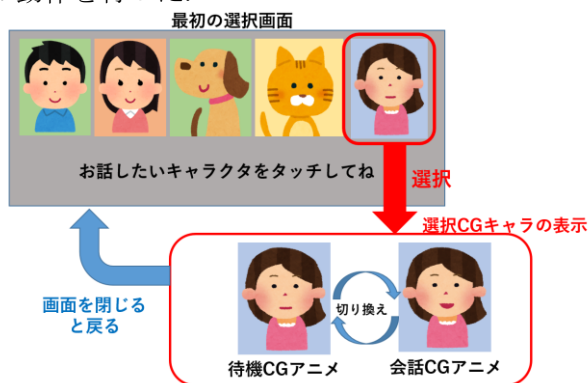 最初の選択画面
お話したいキャラクタをタッチしてね
選択
選択CGキャラの表示
画面を閉じる
と戻る
切り換え
待機CGアニメ
会話CGアニメ